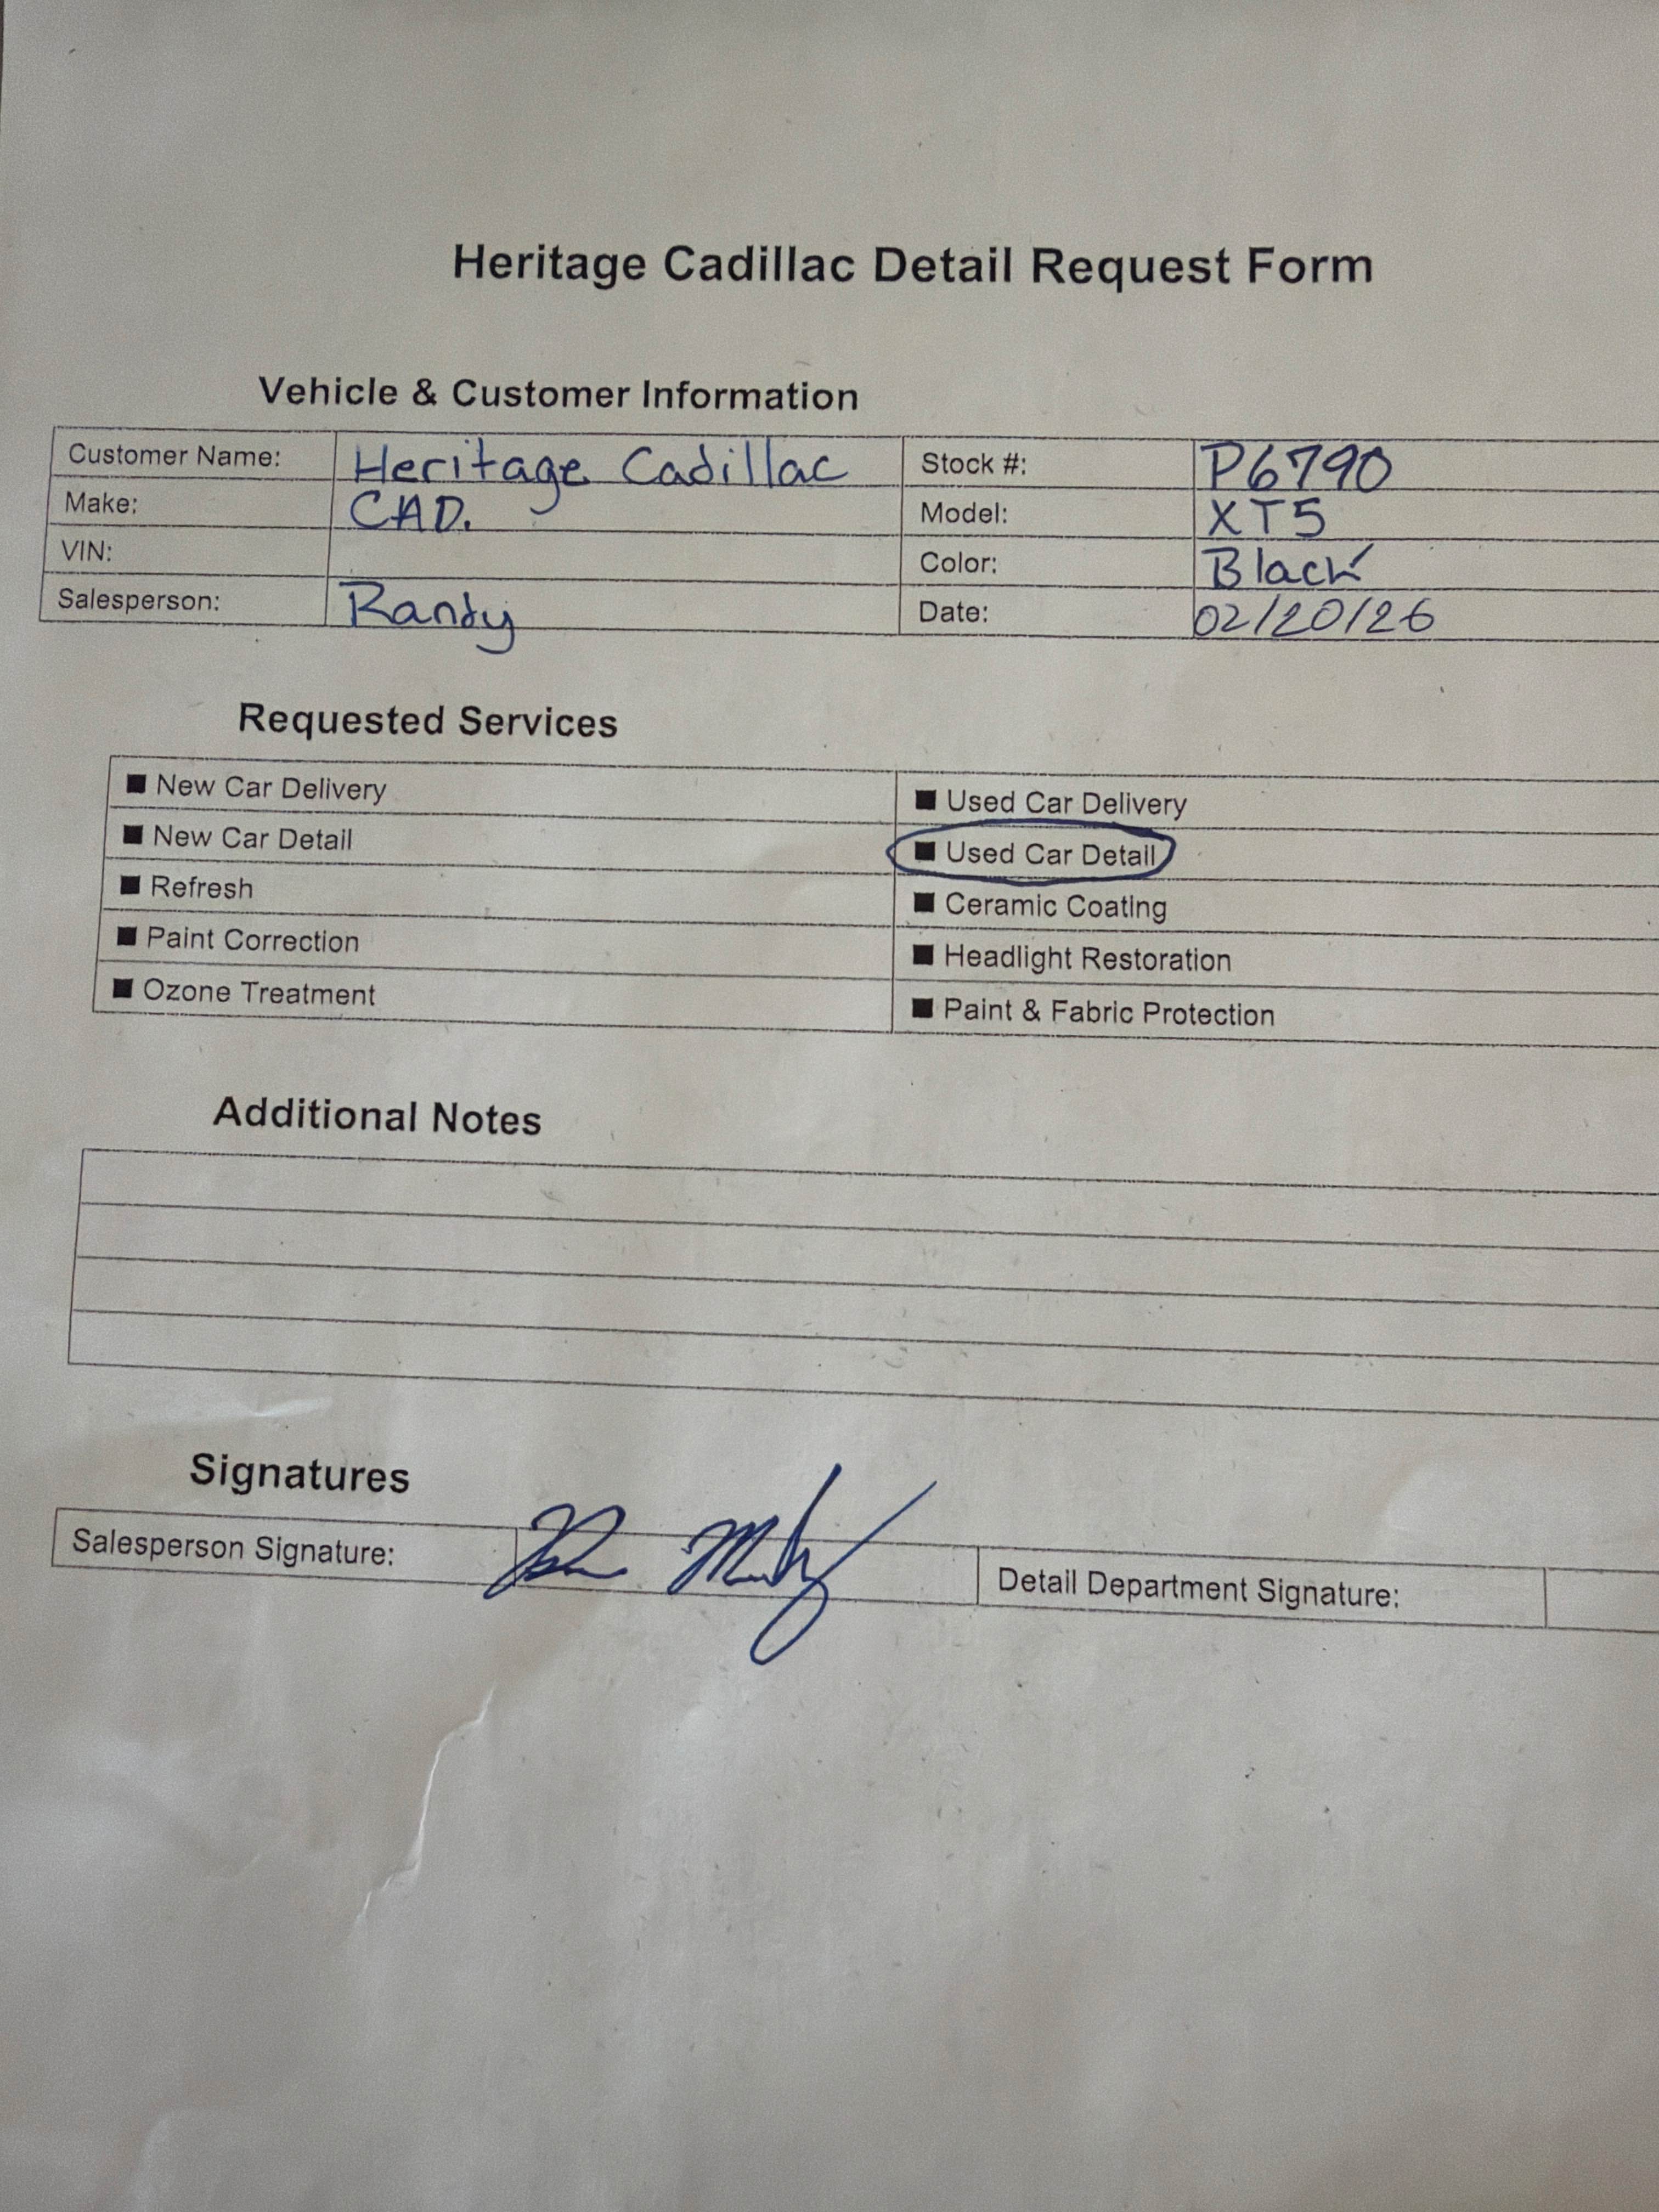 Heritage Cadillac Detail Request Form
Vehicle & Customer Information
Customer Name: Heritage Cadillac Stock #: P6790
Make: CAD. Model: XT5
VIN: Color: Black
Salesperson: Randy Date: 02/20/26
Requested Services
■ New Car Delivery ■ Used Car Delivery
■ New Car Detail ■ Used Car Detail
■ Refresh ■ Ceramic Coating
■ Paint Correction ■ Headlight Restoration
■ Ozone Treatment ■ Paint & Fabric Protection
Additional Notes
Signatures
Salesperson Signature: Detail Department Signature: